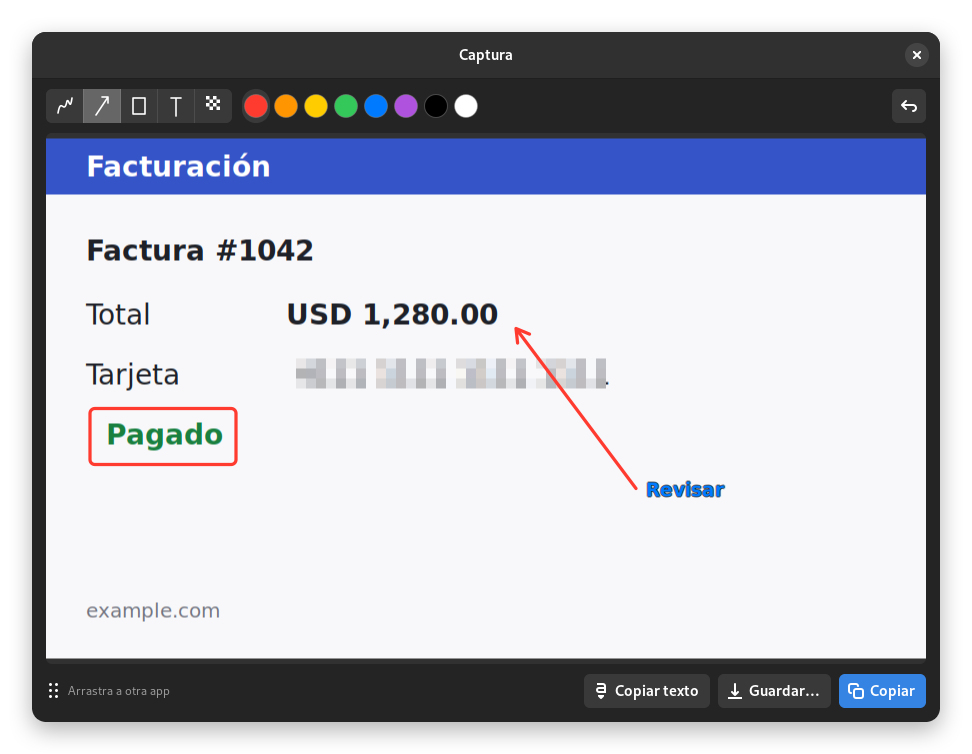 Captura
Facturación
Factura #1042
Total USD 1,280.00
Tarjeta
Pagado
Revisar
example.com
Arrastra a otra app
Copiar texto
Guardar...
Copiar